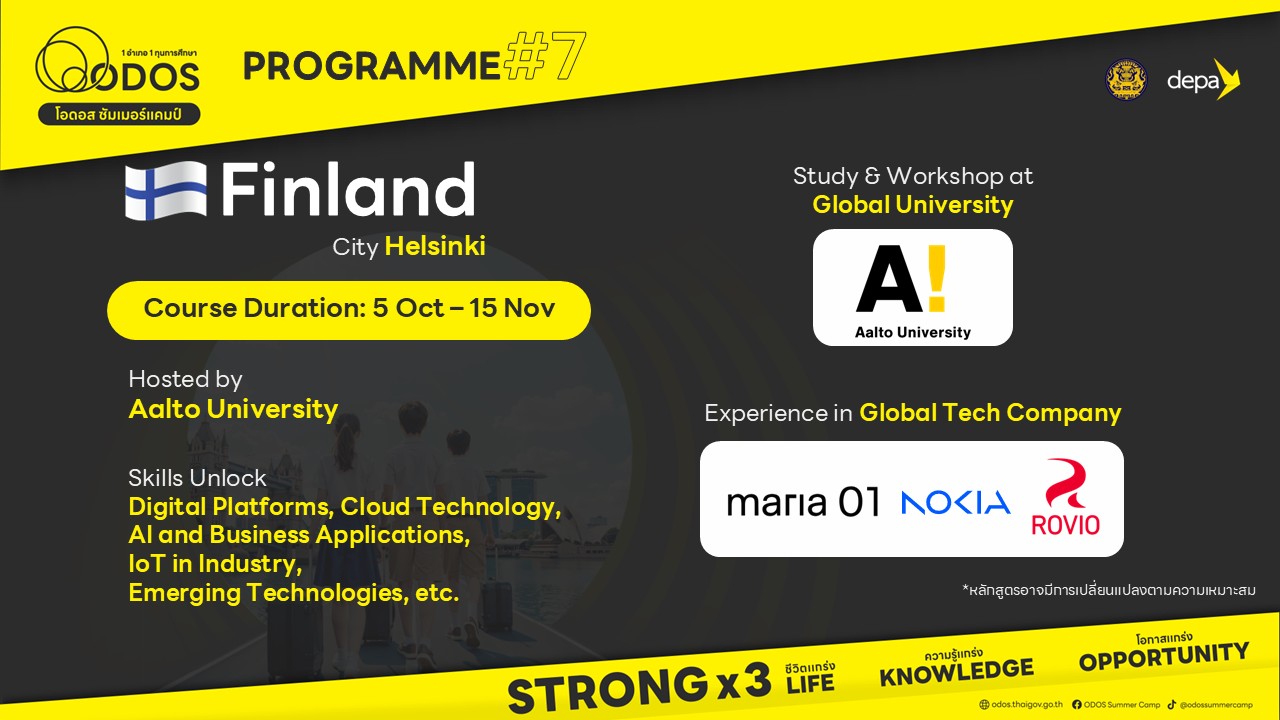 1 อำเภอ 1 ทุนการศึกษา
ODOS
โอดอส ซัมเมอร์แคมป์
PROGRAMME#7
depa
Finland
City Helsinki
Course Duration: 5 Oct – 15 Nov
Hosted by
Aalto University
Skills Unlock
Digital Platforms, Cloud Technology,
AI and Business Applications,
IoT in Industry,
Emerging Technologies, etc.
Study & Workshop at
Global University
A!
Aalto University
Experience in Global Tech Company
maria 01
NOKIA
ROVIO
*หลักสูตรอาจมีการเปลี่ยนแปลงตามความเหมาะสม
STRONG x 3
ชีวิตแกร่ง
LIFE
ความรู้แกร่ง
KNOWLEDGE
โอกาสแกร่ง
OPPORTUNITY
odos.thaigov.go.th ODOS Summer Camp @odossummercamp